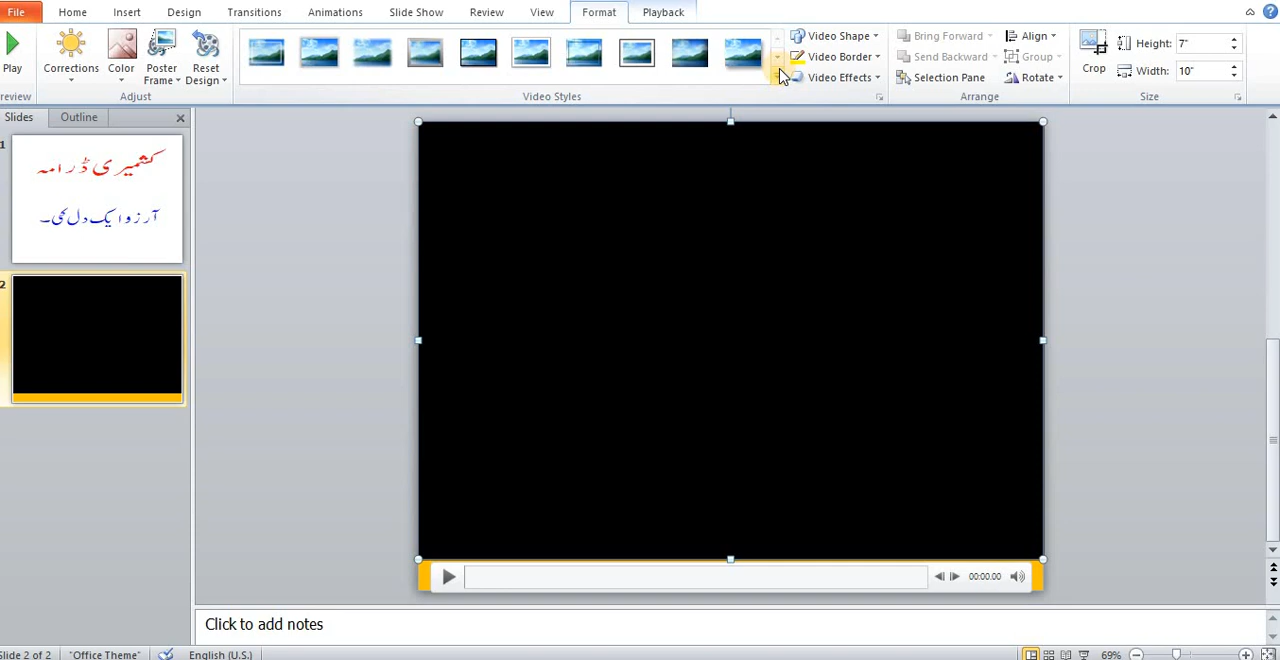 File Home Insert Design Transitions Animations Slide Show Review View Format Playback
Play Corrections Color Poster Frame Reset Design
Video Shape
Video Border
Video Effects
Bring Forward
Send Backward
Selection Pane
Align
Group
Rotate
Crop
Height: 7"
Width: 10"
review Adjust Video Styles Arrange Size
Slides Outline
1
کشمیری ڈرامہ
آرزو ایک دل کی۔
2
00:00.00
Click to add notes
Slide 2 of 2 "Office Theme" English (U.S.) 69%